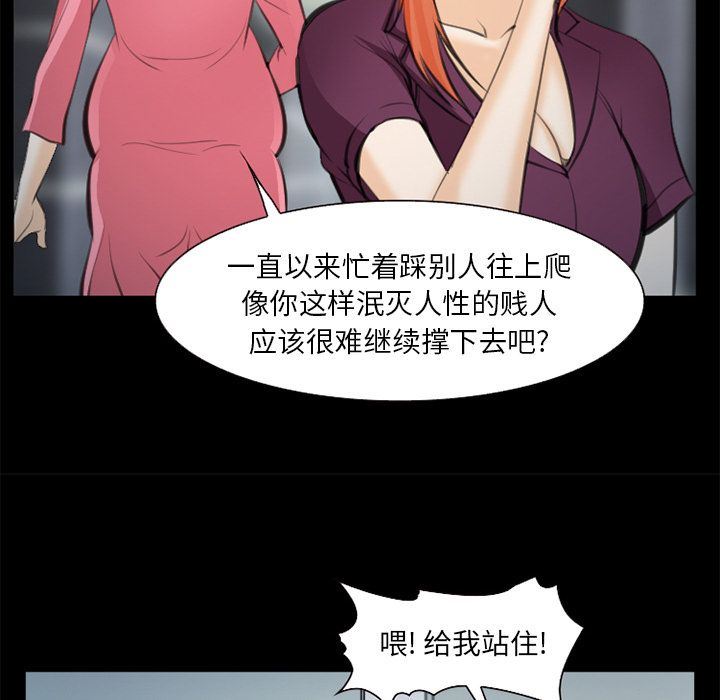 一直以来忙着踩别人往上爬
像你这样泯灭人性的贱人
应该很难继续撑下去吧?
喂! 给我站住!